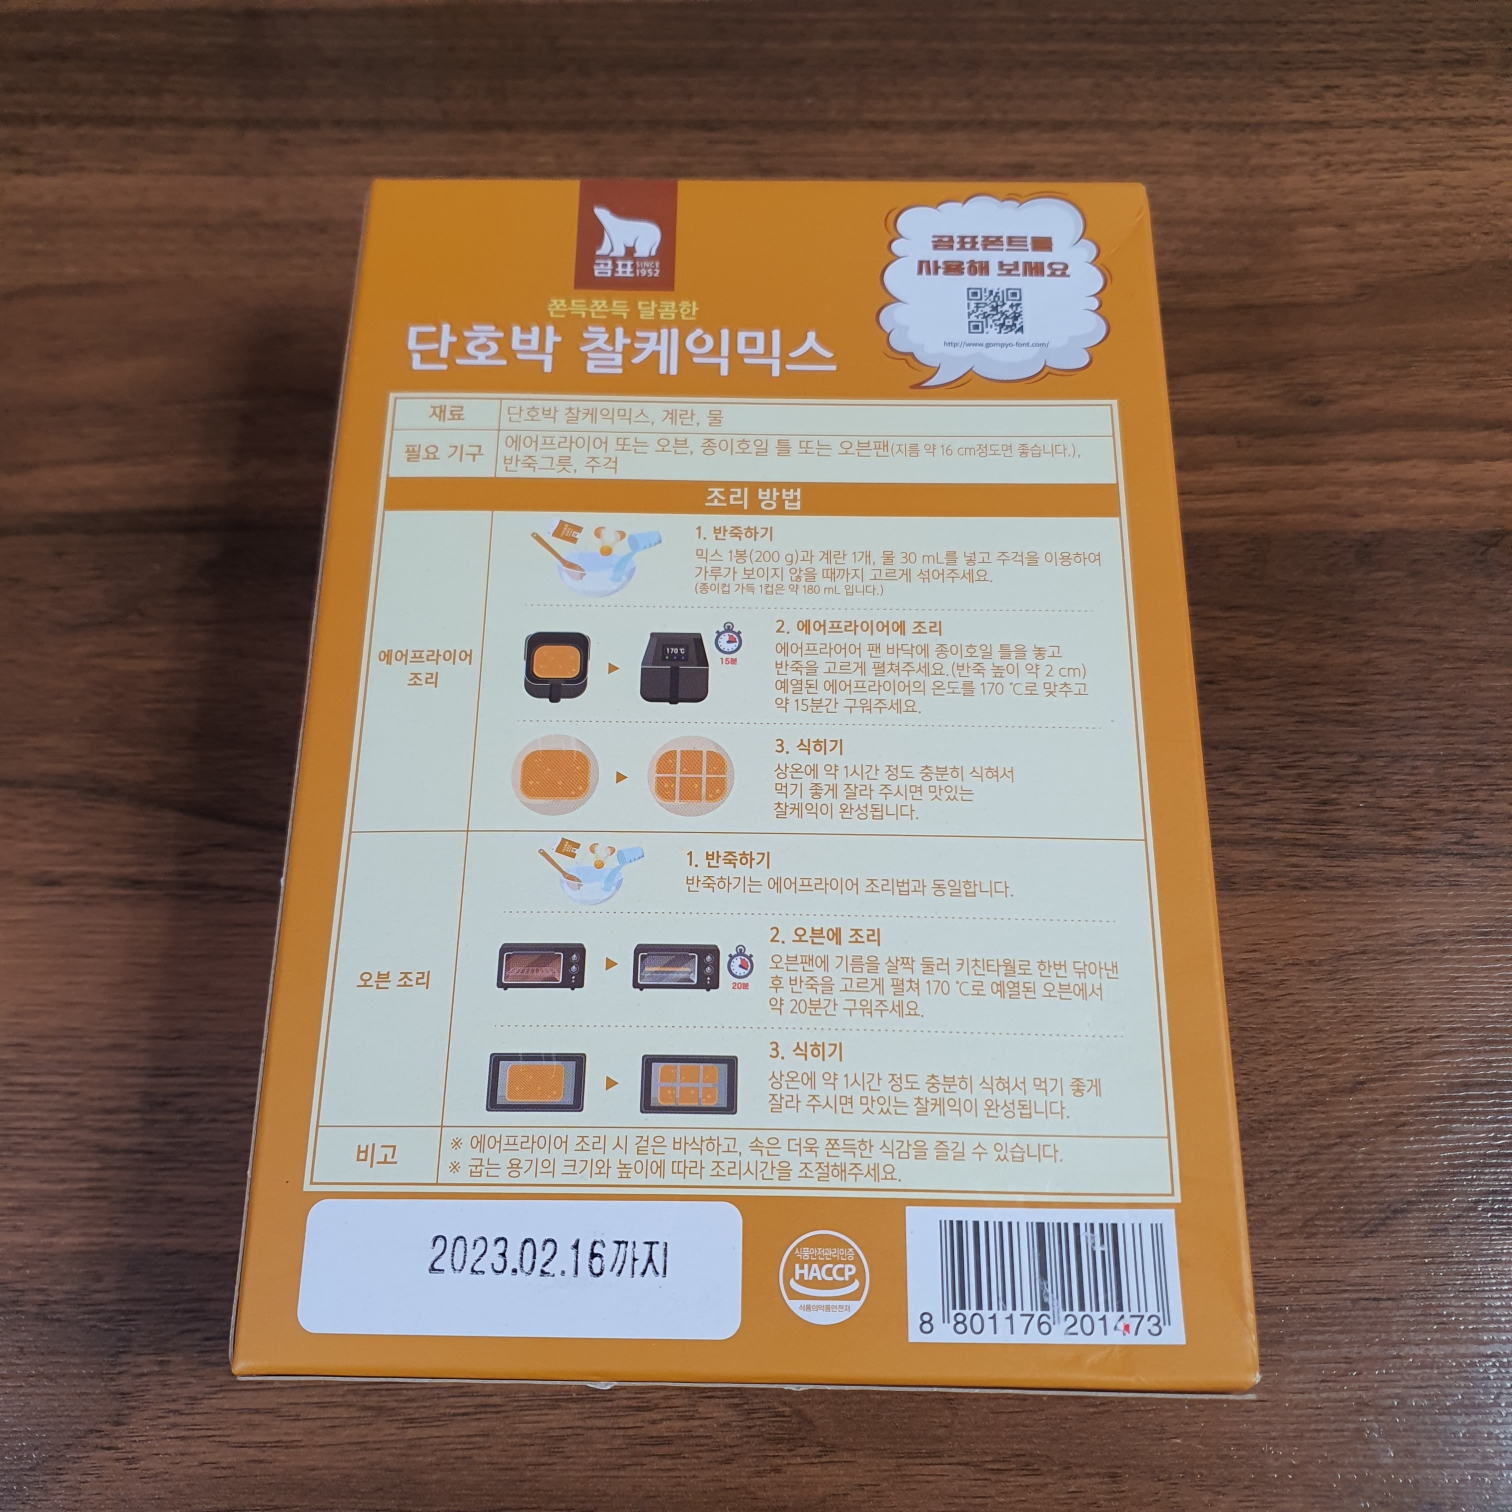 곰표 SINCE 1952
쫀득쫀득 달콤한
단호박 찰케익믹스
곰표폰트를
사용해 보세요
http://www.gompyo-font.com/
재료
단호박 찰케익믹스, 계란, 물
필요 기구
에어프라이어 또는 오븐, 종이호일 틀 또는 오븐팬(지름 약 16 cm정도면 좋습니다.),
반죽그릇, 주걱
조리 방법
에어프라이어
조리
1. 반죽하기
믹스 1봉(200 g)과 계란 1개, 물 30 mL를 넣고 주걱을 이용하여
가루가 보이지 않을 때까지 고르게 섞어주세요.
(종이컵 가득 1컵은 약 180 mL 입니다.)
170℃
15분
2. 에어프라이어에 조리
에어프라어어 팬 바닥에 종이호일 틀을 놓고
반죽을 고르게 펼쳐주세요.(반죽 높이 약 2 cm)
예열된 에어프라이어의 온도를 170 ℃로 맞추고
약 15분간 구워주세요.
3. 식히기
상온에 약 1시간 정도 충분히 식혀서
먹기 좋게 잘라 주시면 맛있는
찰케익이 완성됩니다.
오븐 조리
1. 반죽하기
반죽하기는 에어프라이어 조리법과 동일합니다.
20분
2. 오븐에 조리
오븐팬에 기름을 살짝 둘러 키친타월로 한번 닦아낸
후 반죽을 고르게 펼쳐 170 ℃로 예열된 오븐에서
약 20분간 구워주세요.
3. 식히기
상온에 약 1시간 정도 충분히 식혀서 먹기 좋게
잘라 주시면 맛있는 찰케익이 완성됩니다.
비고
※ 에어프라이어 조리 시 겉은 바삭하고, 속은 더욱 쫀득한 식감을 즐길 수 있습니다.
※ 굽는 용기의 크기와 높이에 따라 조리시간을 조절해주세요.
2023.02.16까지
식품안전관리인증
HACCP
식품의약품안전처
8 801176 201473